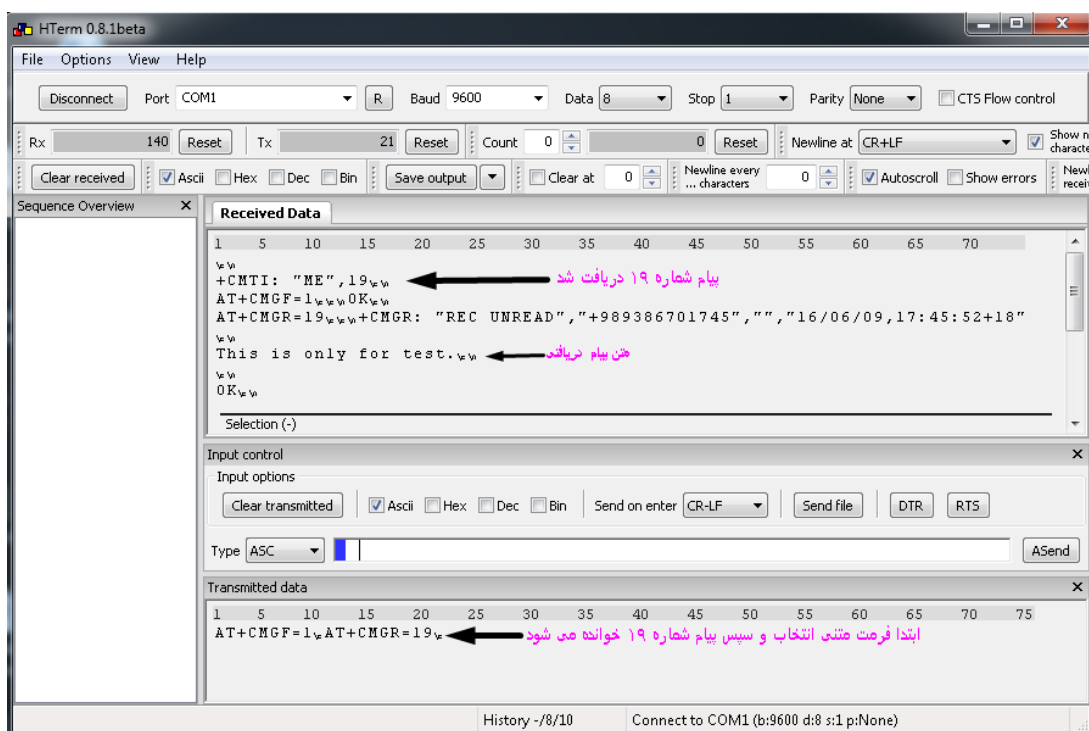 HTerm 0.8.1beta
File Options View Help
Disconnect Port COM1 R Baud 9600 Data 8 Stop 1 Parity None CTS Flow control
Rx 140 Reset Tx 21 Reset Count 0 0 Reset Newline at CR+LF Show n
characte
Clear received Ascii Hex Dec Bin Save output Clear at 0 Newline every
... characters 0 Autoscroll Show errors Newl
receiv
Sequence Overview X
Received Data
1 5 10 15 20 25 30 35 40 45 50 55 60 65 70
\r\n
+CMTI: "ME",19\r\n پیام شماره ۱۹ دریافت شد
AT+CMGF=1\r\r\nOK\r\n
AT+CMGR=19\r\r\n+CMGR: "REC UNREAD","+989386701745","","16/06/09,17:45:52+18"
\r\n
This is only for test.\r\n متن پیام دریافتی
\r\n
OK\r\n
Selection (-)
Input control X
Input options
Clear transmitted Ascii Hex Dec Bin Send on enter CR-LF Send file DTR RTS
Type ASC ASend
Transmitted data X
1 5 10 15 20 25 30 35 40 45 50 55 60 65 70 75
AT+CMGF=1\rAT+CMGR=19\r ابتدا فرمت متنی انتخاب و سپس پیام شماره ۱۹ خوانده می شود
History -/8/10 Connect to COM1 (b:9600 d:8 s:1 p:None)